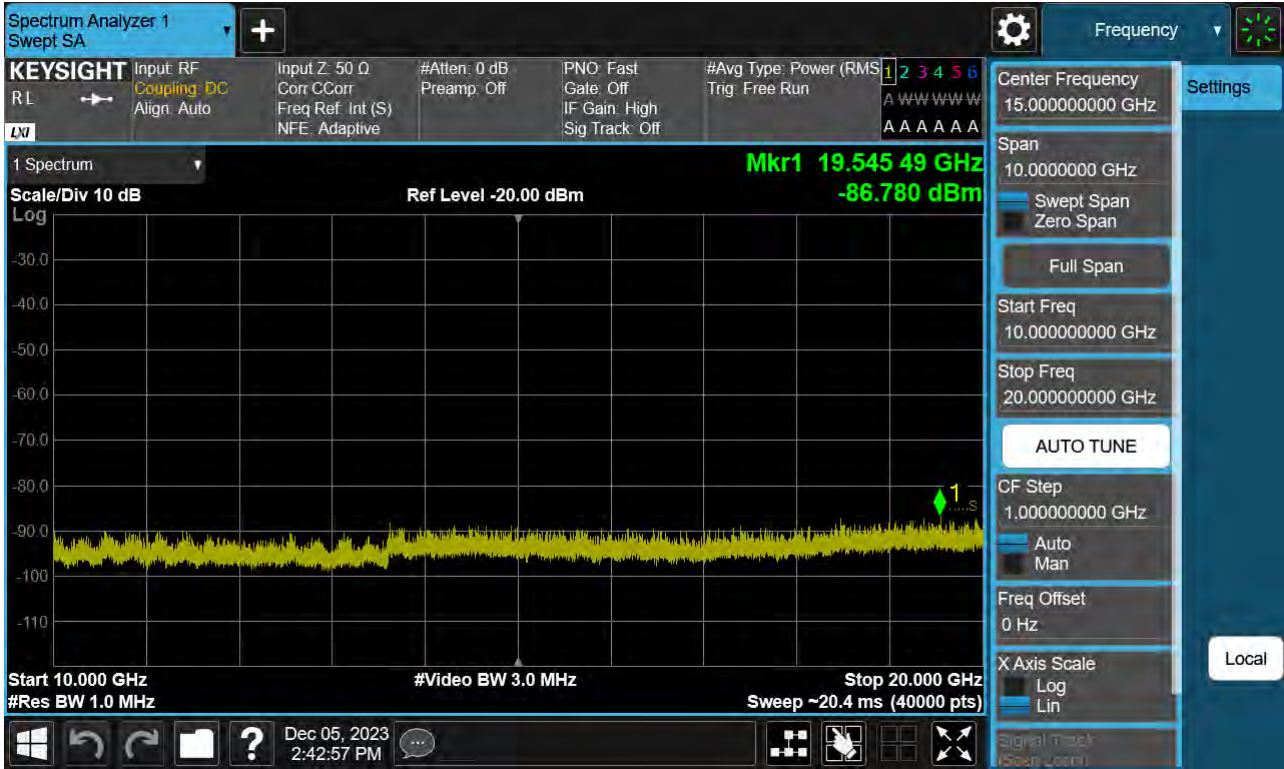 Spectrum Analyzer 1
Swept SA
+
Frequency
KEYSIGHT
RL
LXI
Input: RF
Coupling: DC
Align: Auto
Input Z: 50 Ω
Corr CCorr
Freq Ref: Int (S)
NFE: Adaptive
#Atten: 0 dB
Preamp: Off
PNO: Fast
Gate: Off
IF Gain: High
Sig Track: Off
#Avg Type: Power (RMS
Trig: Free Run
1 2 3 4 5 6
A W W W W W
A A A A A A
Center Frequency
15.000000000 GHz
Settings
1 Spectrum
Mkr1 19.545 49 GHz
Scale/Div 10 dB
Ref Level -20.00 dBm
-86.780 dBm
Log
-30.0
-40.0
-50.0
-60.0
-70.0
-80.0
-90.0
-100
-110
1
Start 10.000 GHz
#Video BW 3.0 MHz
Stop 20.000 GHz
#Res BW 1.0 MHz
Sweep ~20.4 ms (40000 pts)
Span
10.0000000 GHz
Swept Span
Zero Span
Full Span
Start Freq
10.000000000 GHz
Stop Freq
20.000000000 GHz
AUTO TUNE
CF Step
1.000000000 GHz
Auto
Man
Freq Offset
0 Hz
X Axis Scale
Log
Lin
Signal Track
(Span Zoom)
Local
?
Dec 05, 2023
2:42:57 PM